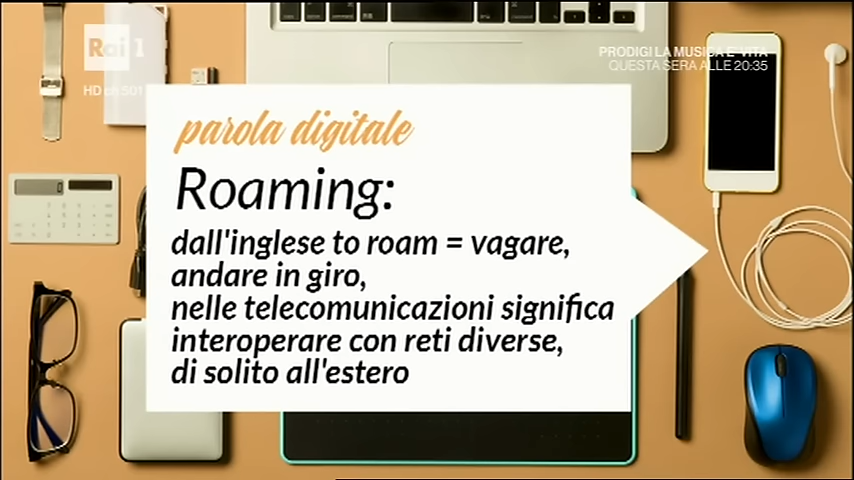 Rai 1
HD
501
PRODIGI LA MUSICA E' VITA
QUESTA SERA ALLE 20:35
parola digitale
Roaming:
dall'inglese to roam = vagare,
andare in giro,
nelle telecomunicazioni significa
interoperare con reti diverse,
di solito all'estero